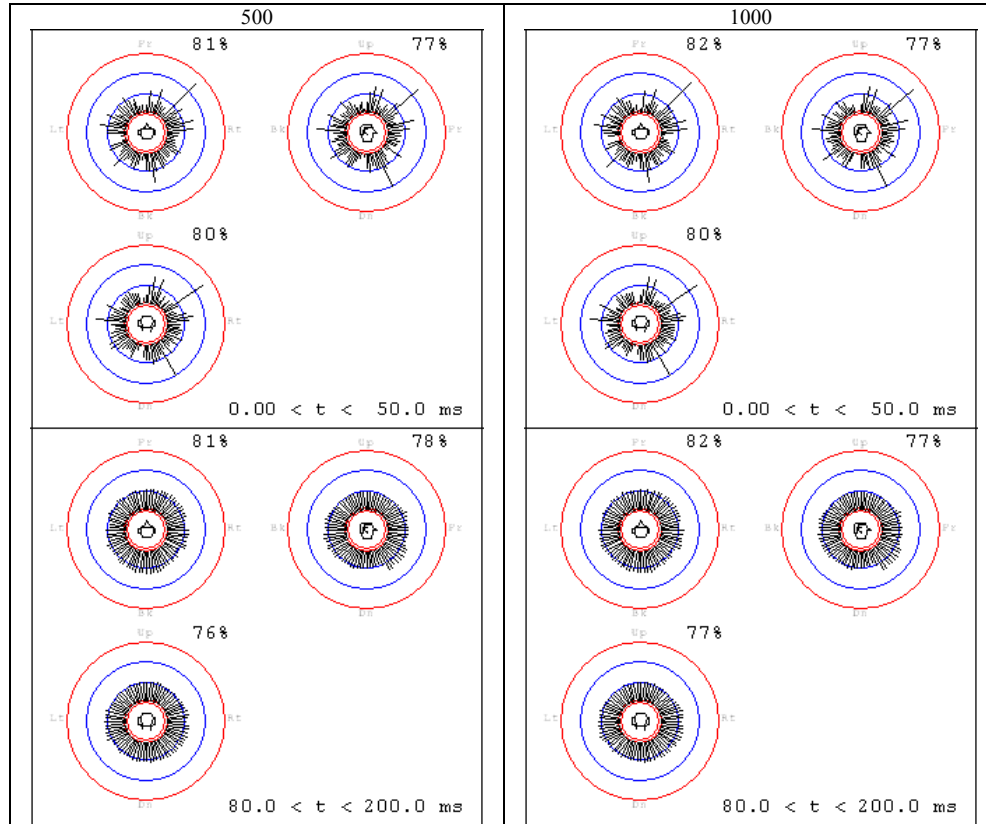 500 1000
Fr 81% Up 77% Fr 82% Up 77%
Lt Rt Bk Fr Lt Rt Bk Fr
Bk Dn Bk Dn
Up 80% Up 80%
Lt Rt Lt Rt
Dn 0.00 < t < 50.0 ms Dn 0.00 < t < 50.0 ms
Fr 81% Up 78% Fr 82% Up 77%
Lt Rt Bk Fr Lt Rt Bk Fr
Bk Dn Bk Dn
Up 76% Up 77%
Lt Rt Lt Rt
Dn 80.0 < t < 200.0 ms Dn 80.0 < t < 200.0 ms